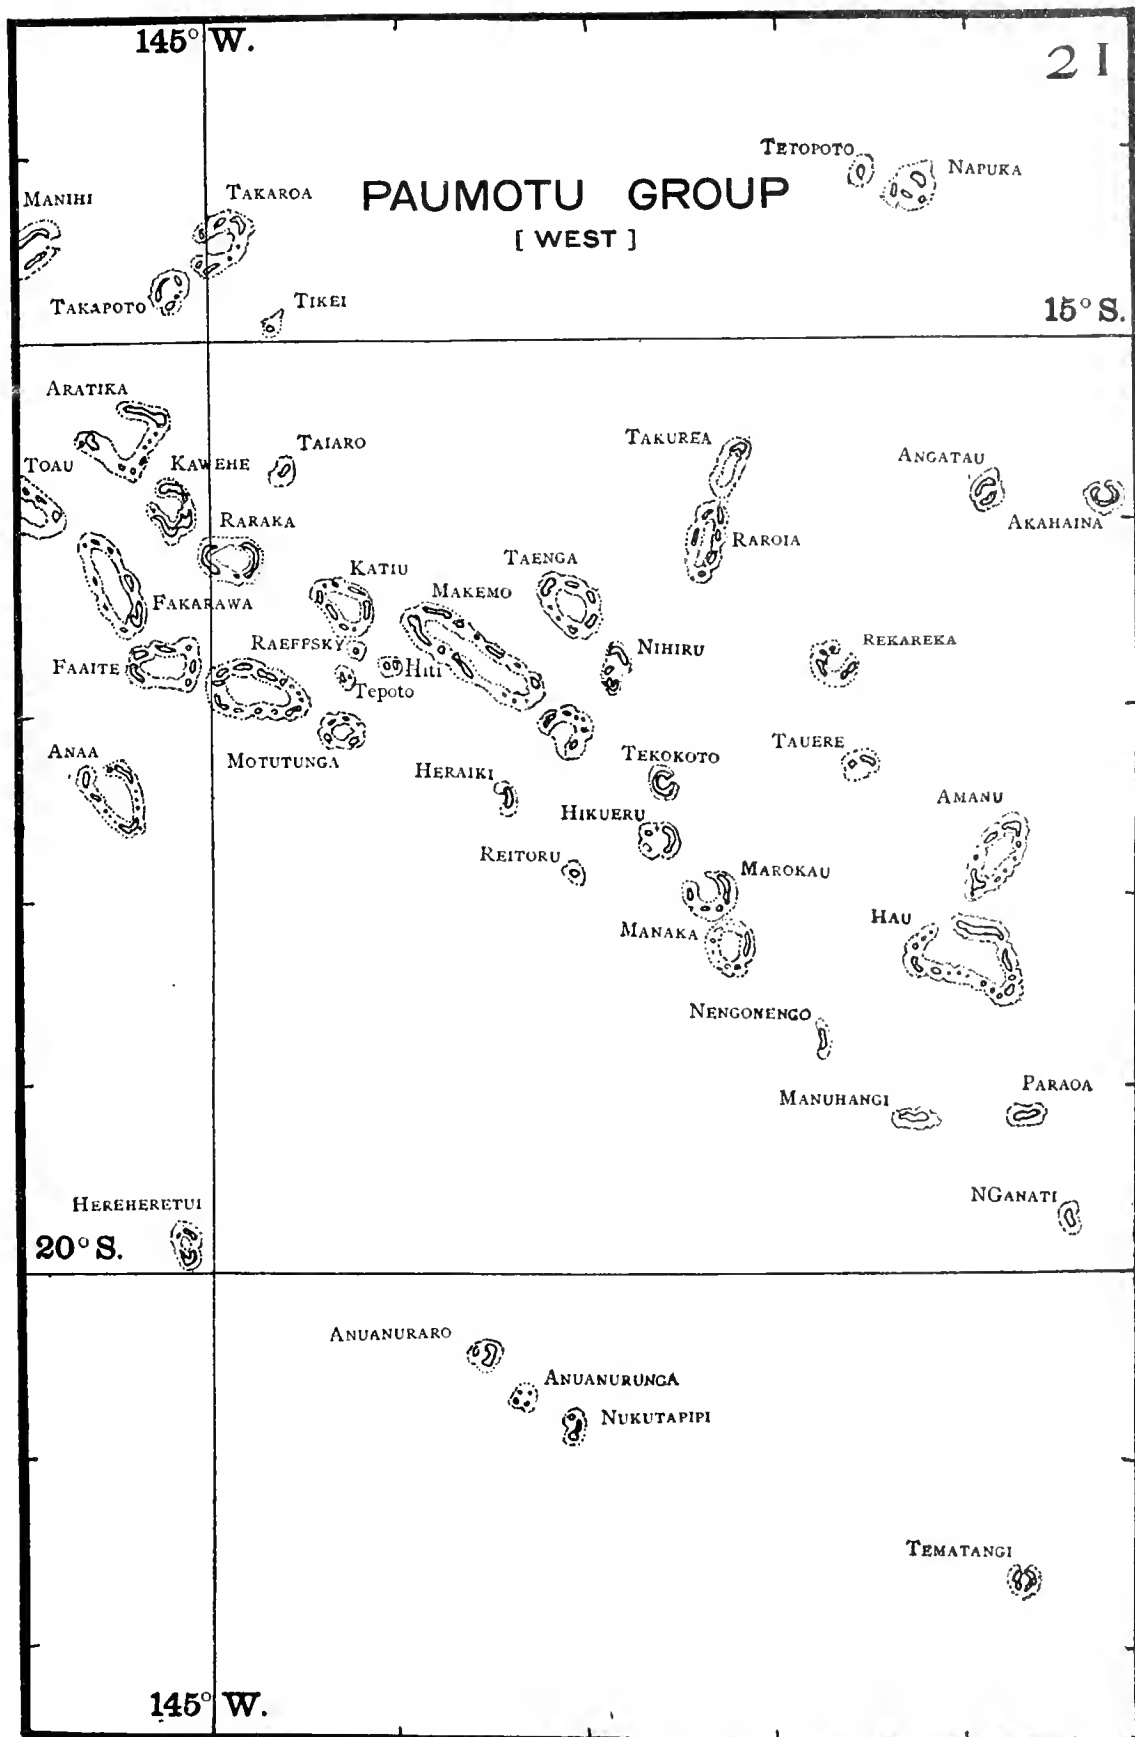 145° W.
21
TETOPOTO
NAPUKA
MANIHI
TAKAROA
PAUMOTU GROUP
[ WEST ]
TAKAPOTO
TIKEI
15° S.
ARATIKA
TOAU
KAWEHE
TAIARO
TAKUREA
ANGATAU
AKAHAINA
RARAKA
RAROIA
KATIU
TAENGA
MAKEMO
FAKARAWA
RAEFFSKY
NIHIRU
REKAREKA
FAAITE
Hiti
Tepoto
ANAA
MOTUTUNGA
HERAIKI
TEKOKOTO
TAUERE
HIKUERU
AMANU
REITORU
MAROKAU
MANAKA
HAU
NENGONENGO
MANUHANGI
PARAOA
HEREHERETUI
NGANATI
20° S.
ANUANURARO
ANUANURUNGA
NUKUTAPIPI
TEMATANGI
145° W.